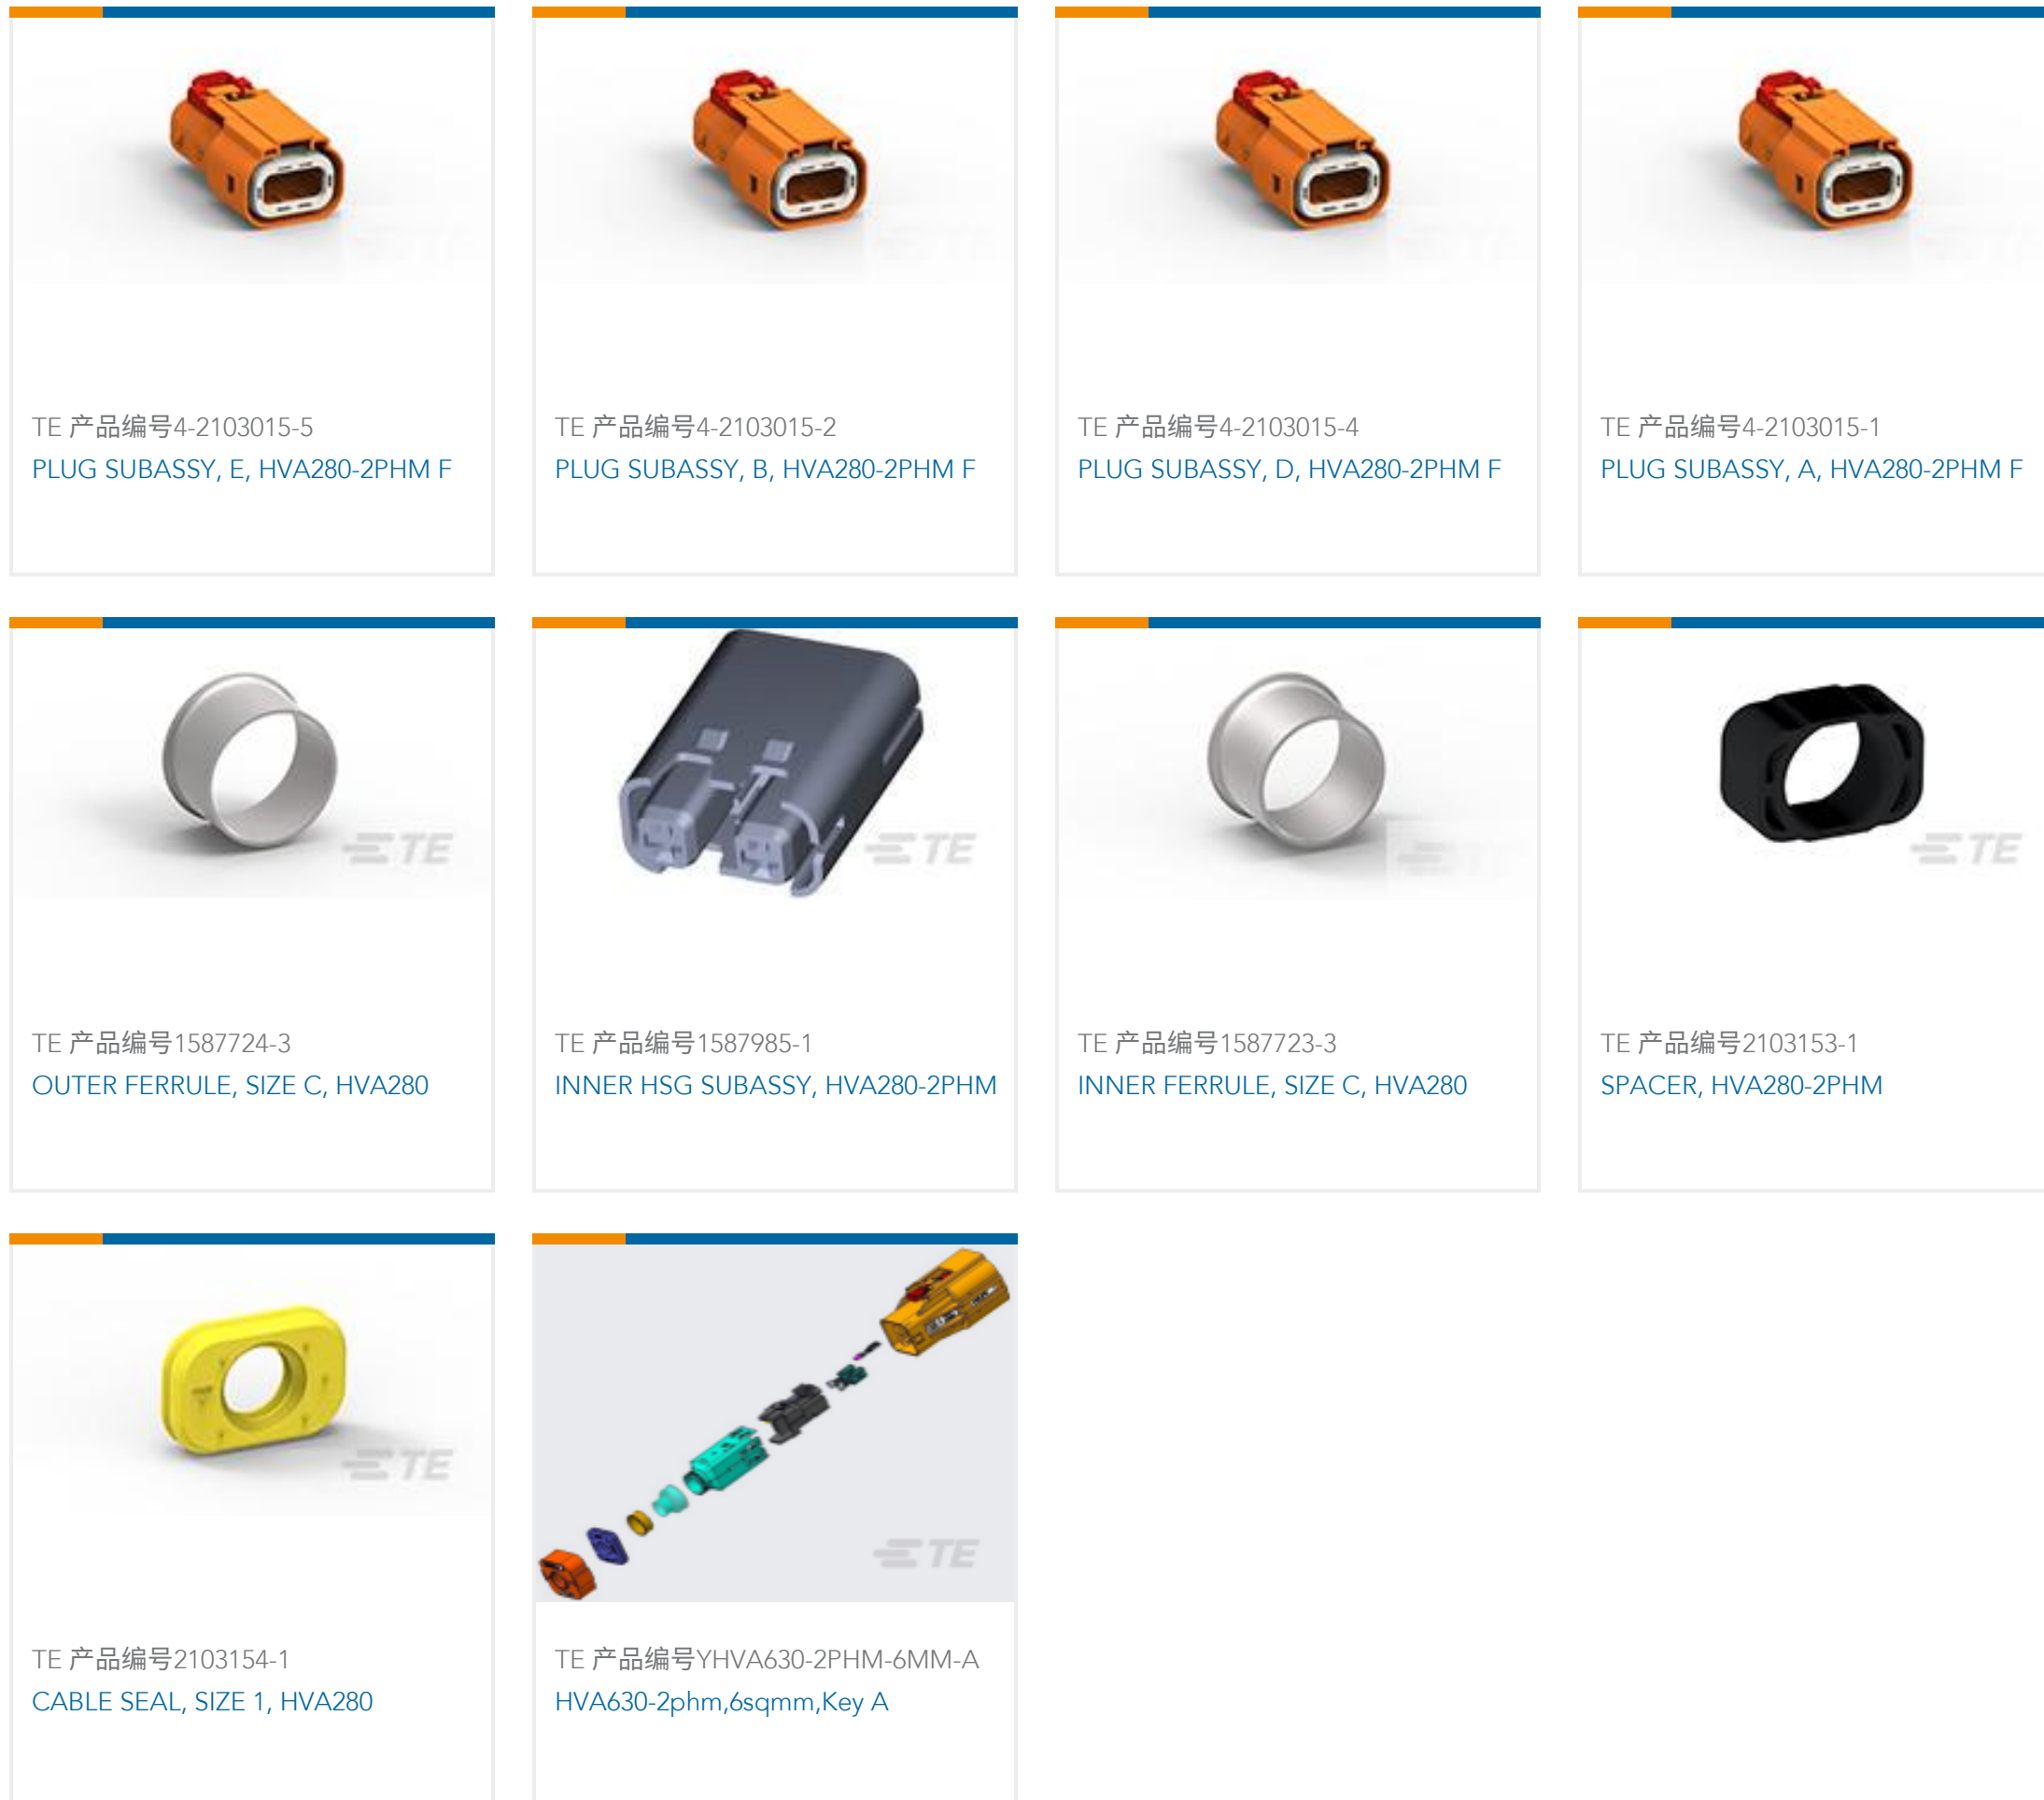 TE 产品编号4-2103015-5
PLUG SUBASSY, E, HVA280-2PHM F
TE 产品编号4-2103015-2
PLUG SUBASSY, B, HVA280-2PHM F
TE 产品编号4-2103015-4
PLUG SUBASSY, D, HVA280-2PHM F
TE 产品编号4-2103015-1
PLUG SUBASSY, A, HVA280-2PHM F
TE
TE 产品编号1587724-3
OUTER FERRULE, SIZE C, HVA280
TE
TE 产品编号1587985-1
INNER HSG SUBASSY, HVA280-2PHM
TE
TE 产品编号1587723-3
INNER FERRULE, SIZE C, HVA280
TE
TE 产品编号2103153-1
SPACER, HVA280-2PHM
TE
TE 产品编号2103154-1
CABLE SEAL, SIZE 1, HVA280
TE
TE 产品编号YHVA630-2PHM-6MM-A
HVA630-2phm,6sqmm,Key A